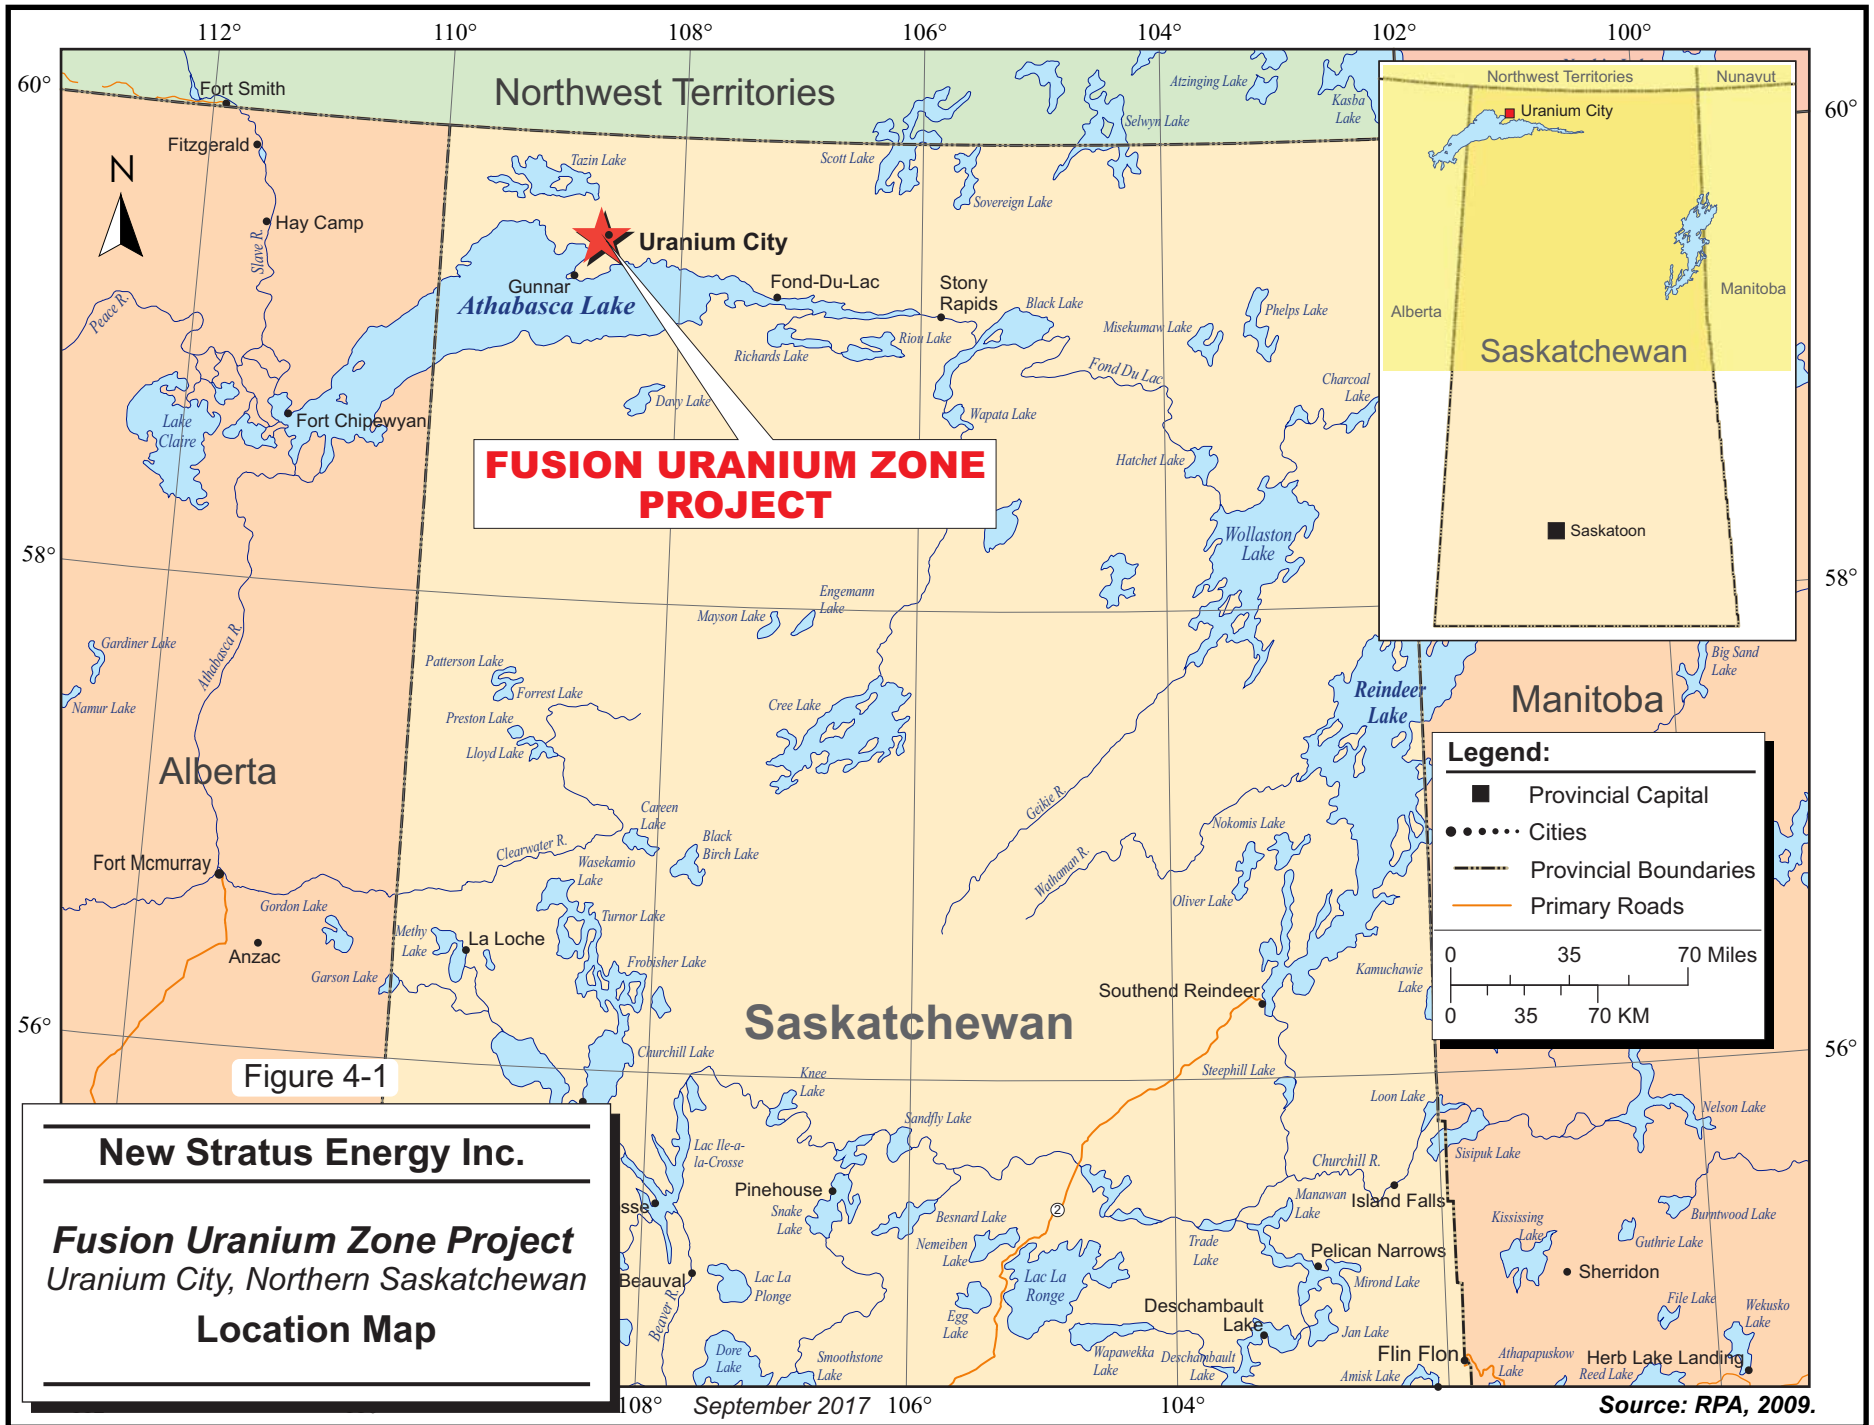 112°
110°
108°
106°
104°
102°
100°
60°
60°
58°
58°
56°
56°
Northwest Territories
Fort Smith
Fitzgerald
N
Hay Camp
Slave R.
Peace R.
Tazin Lake
Scott Lake
Selwyn Lake
Atzinging Lake
Kasba
Lake
Sovereign Lake
Uranium City
Gunnar
Athabasca Lake
Fond-Du-Lac
Stony
Rapids
Black Lake
Riou Lake
Richards Lake
Misekumaw Lake
Phelps Lake
Fond Du Lac
Charcoal
Lake
Davy Lake
Wapata Lake
Lake
Claire
Fort Chipewyan
FUSION URANIUM ZONE
PROJECT
Hatchet Lake
Wollaston
Lake
Engemann
Lake
Mayson Lake
Gardiner Lake
Namur Lake
Athabasca R.
Patterson Lake
Forrest Lake
Preston Lake
Lloyd Lake
Cree Lake
Reindeer
Lake
Big Sand
Lake
Manitoba
Alberta
Careen
Lake
Black
Birch Lake
Clearwater R.
Wasekamio
Lake
Geikie R.
Wathaman R.
Nokomis Lake
Oliver Lake
Fort Mcmurray
Gordon Lake
Anzac
Garson Lake
Methy
Lake
La Loche
Turnor Lake
Frobisher Lake
Kamuchawie
Lake
Southend Reindeer
Saskatchewan
Churchill Lake
Knee
Lake
Sandfly Lake
Steephill Lake
Loon Lake
Nelson Lake
Sisipuk Lake
Lac Ile-a-
la-Crosse
sse
Pinehouse
Snake
Lake
Besnard Lake
Nemeiben
Lake
2
Churchill R.
Manawan
Lake
Island Falls
Trade
Lake
Pelican Narrows
Mirond Lake
Kississing
Lake
Burntwood Lake
Guthrie Lake
Sherridon
Beauval
Beaver R.
Lac La
Plonge
Lac La
Ronge
Egg
Lake
Deschambault
Lake
Jan Lake
File Lake
Wekusko
Lake
Dore
Lake
Smoothstone
Lake
Wapawekka
Lake
Deschambault
Lake
Flin Flon
Amisk Lake
Athapapuskow
Lake
Reed Lake
Herb Lake Landing
Northwest Territories
Nunavut
Uranium City
Alberta
Manitoba
Saskatchewan
Saskatoon
Legend:
Provincial Capital
Cities
Provincial Boundaries
Primary Roads
0 35 70 Miles
0 35 70 KM
Figure 4-1
New Stratus Energy Inc.
Fusion Uranium Zone Project
Uranium City, Northern Saskatchewan
Location Map
108°
September 2017
106°
104°
Source: RPA, 2009.